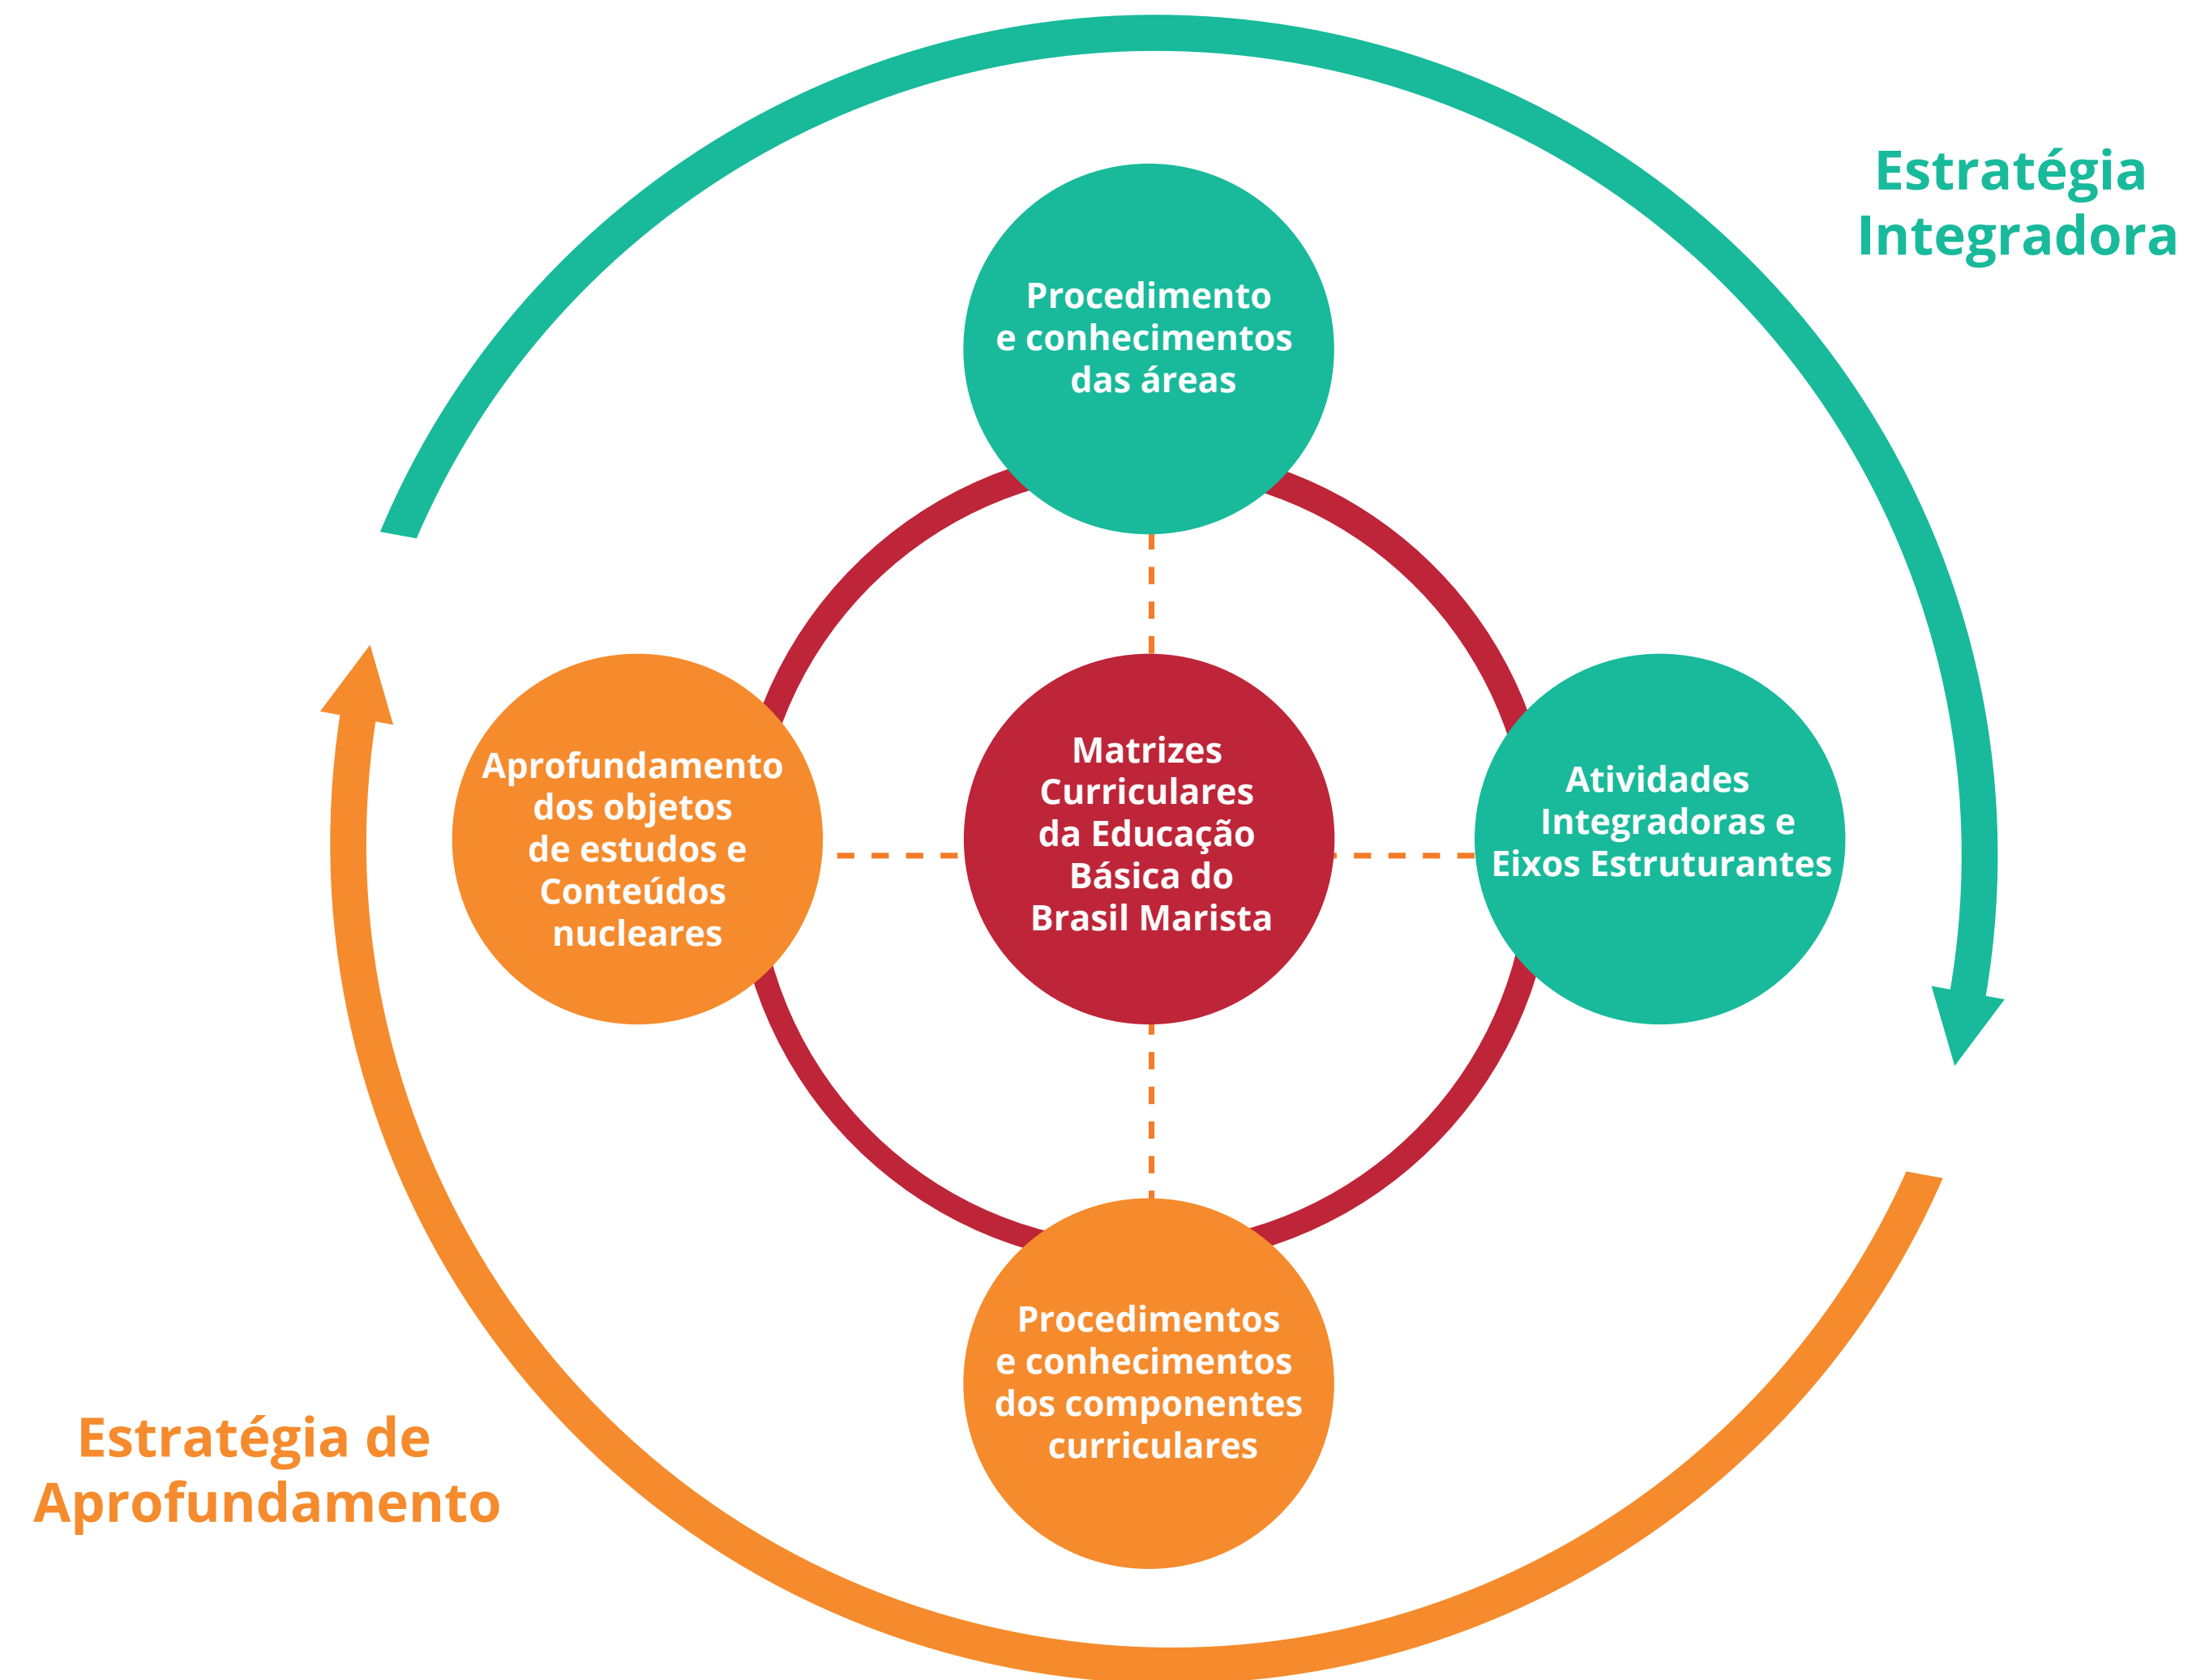 Estratégia
Integradora
Procedimento
e conhecimentos
das áreas
Aprofundamento
dos objetos
de estudos e
Conteúdos
nucleares
Matrizes
Curriculares
da Educação
Básica do
Brasil Marista
Atividades
Integradoras e
Eixos Estruturantes
Procedimentos
e conhecimentos
dos componentes
curriculares
Estratégia de
Aprofundamento